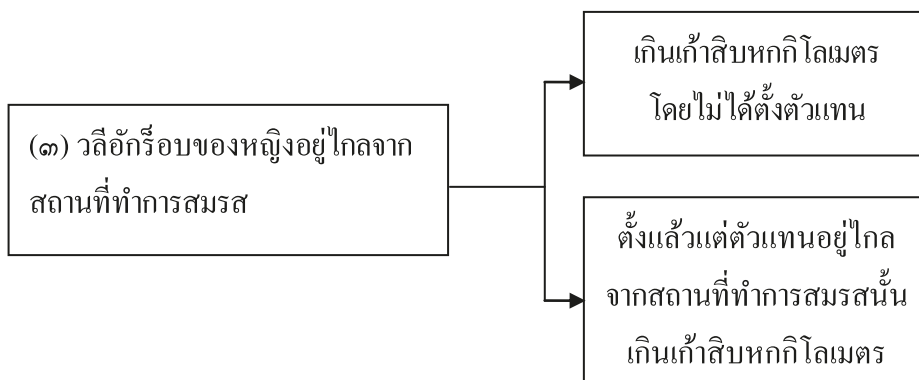 (๓) วลีอักร็อบของหญิงอยู่ไกลจาก
สถานที่ทำการสมรส
เกินเก้าสิบหกกิโลเมตร
โดยไม่ได้ตั้งตัวแทน
ตั้งแล้วแต่ตัวแทนอยู่ไกล
จากสถานที่ทำการสมรสนั้น
เกินเก้าสิบหกกิโลเมตร